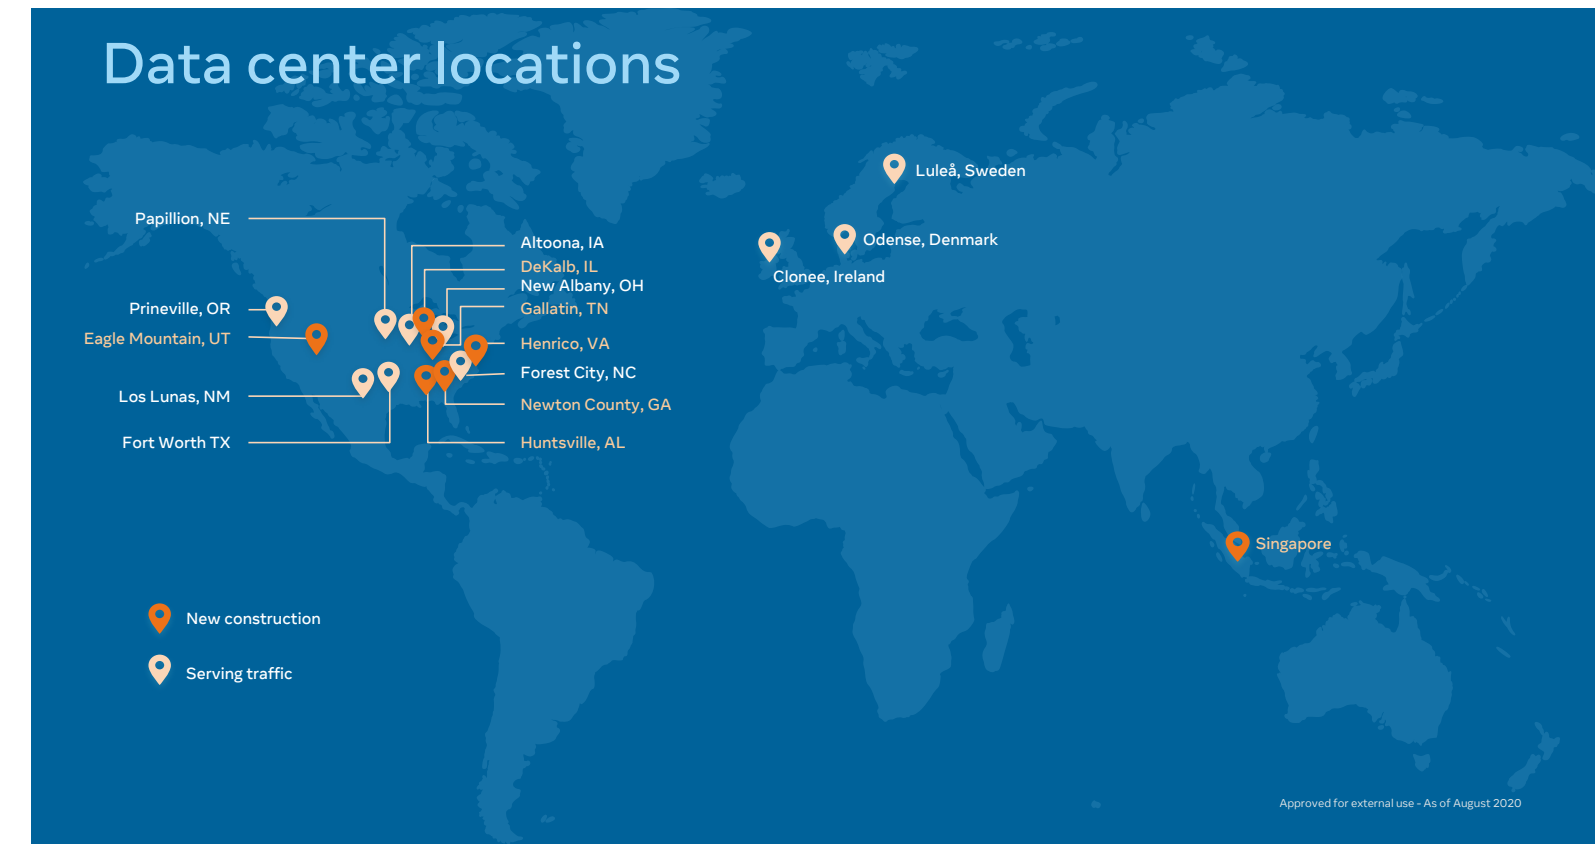 Data center locations
Luleå, Sweden
Papillion, NE
Odense, Denmark
Altoona, IA
DeKalb, IL
Clonee, Ireland
New Albany, OH
Prineville, OR
Gallatin, TN
Eagle Mountain, UT
Henrico, VA
Forest City, NC
Los Lunas, NM
Newton County, GA
Fort Worth TX
Huntsville, AL
Singapore
New construction
Serving traffic
Approved for external use - As of August 2020